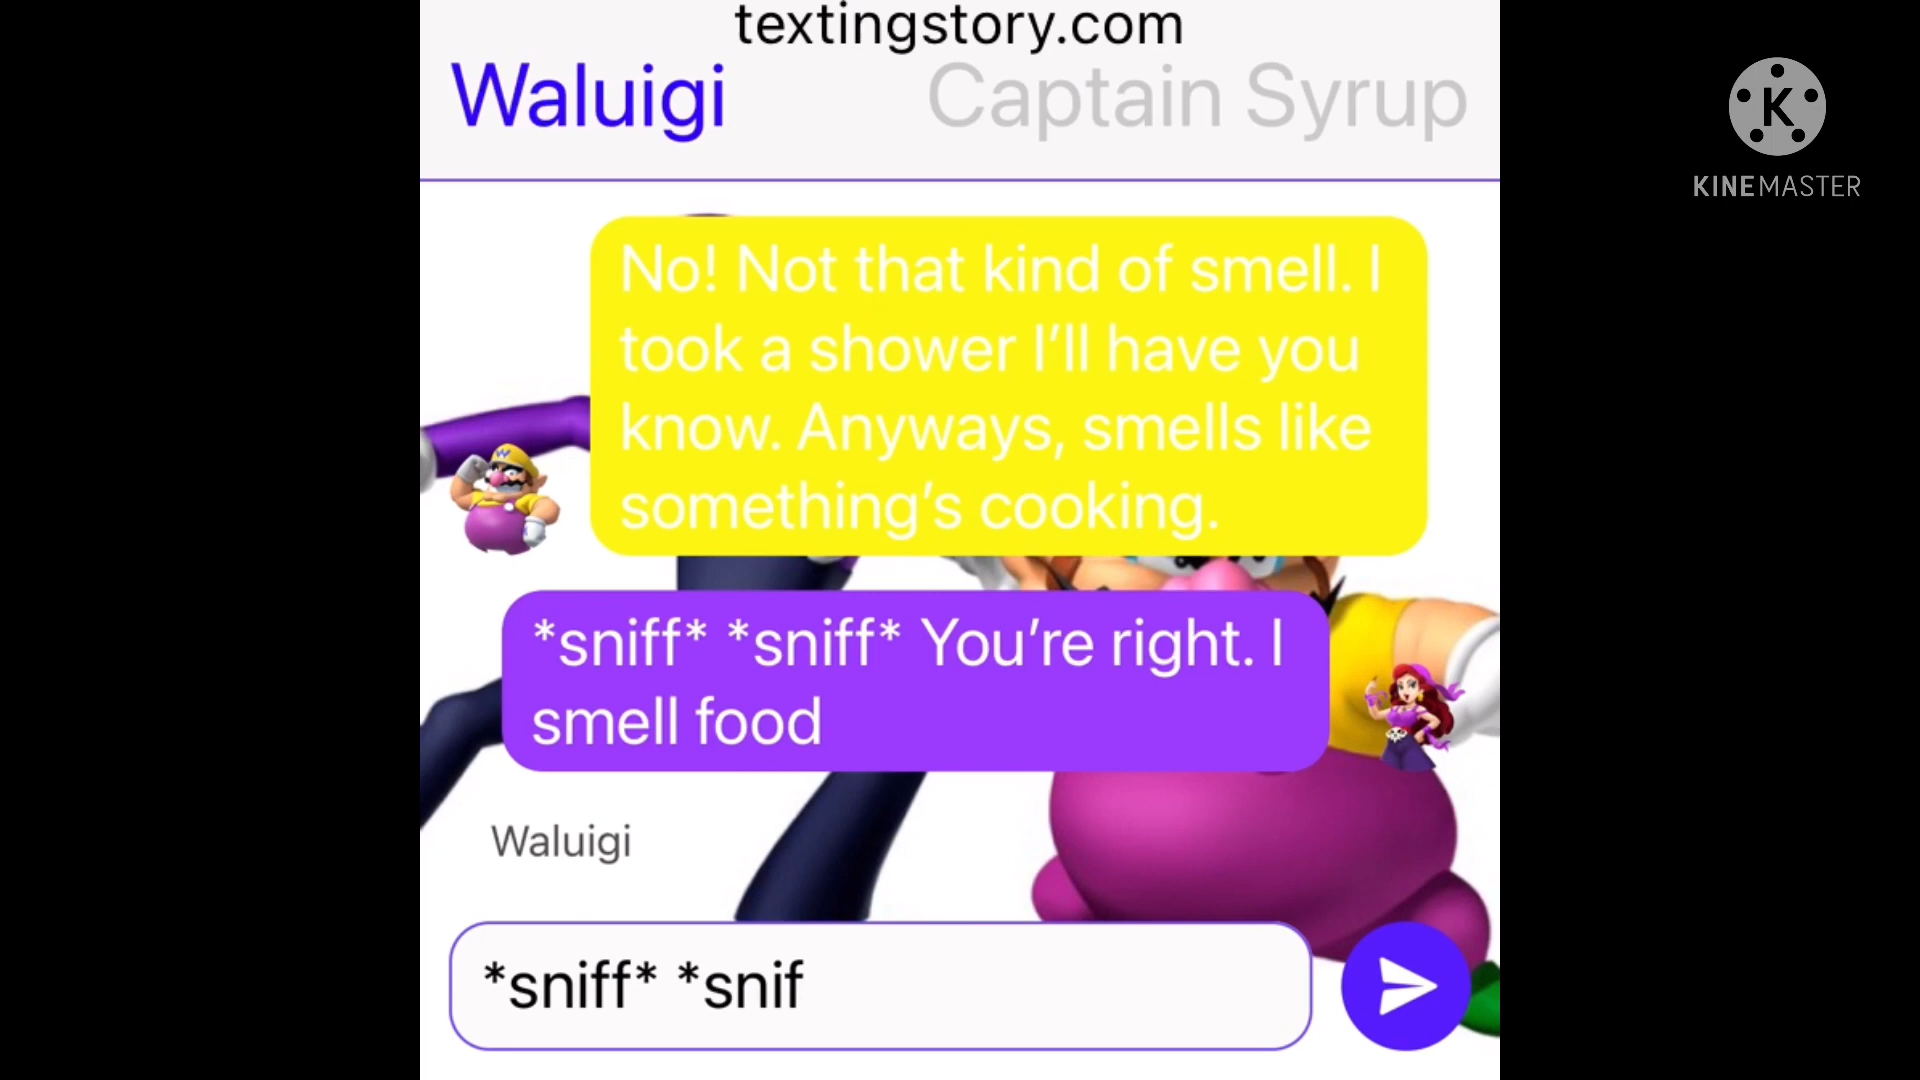 textingstory.com
Waluigi
Captain Syrup
K
KINEMASTER
No! Not that kind of smell. I
took a shower I’ll have you
know. Anyways, smells like
something’s cooking.
*sniff* *sniff* You’re right. I
smell food
Waluigi
*sniff* *snif